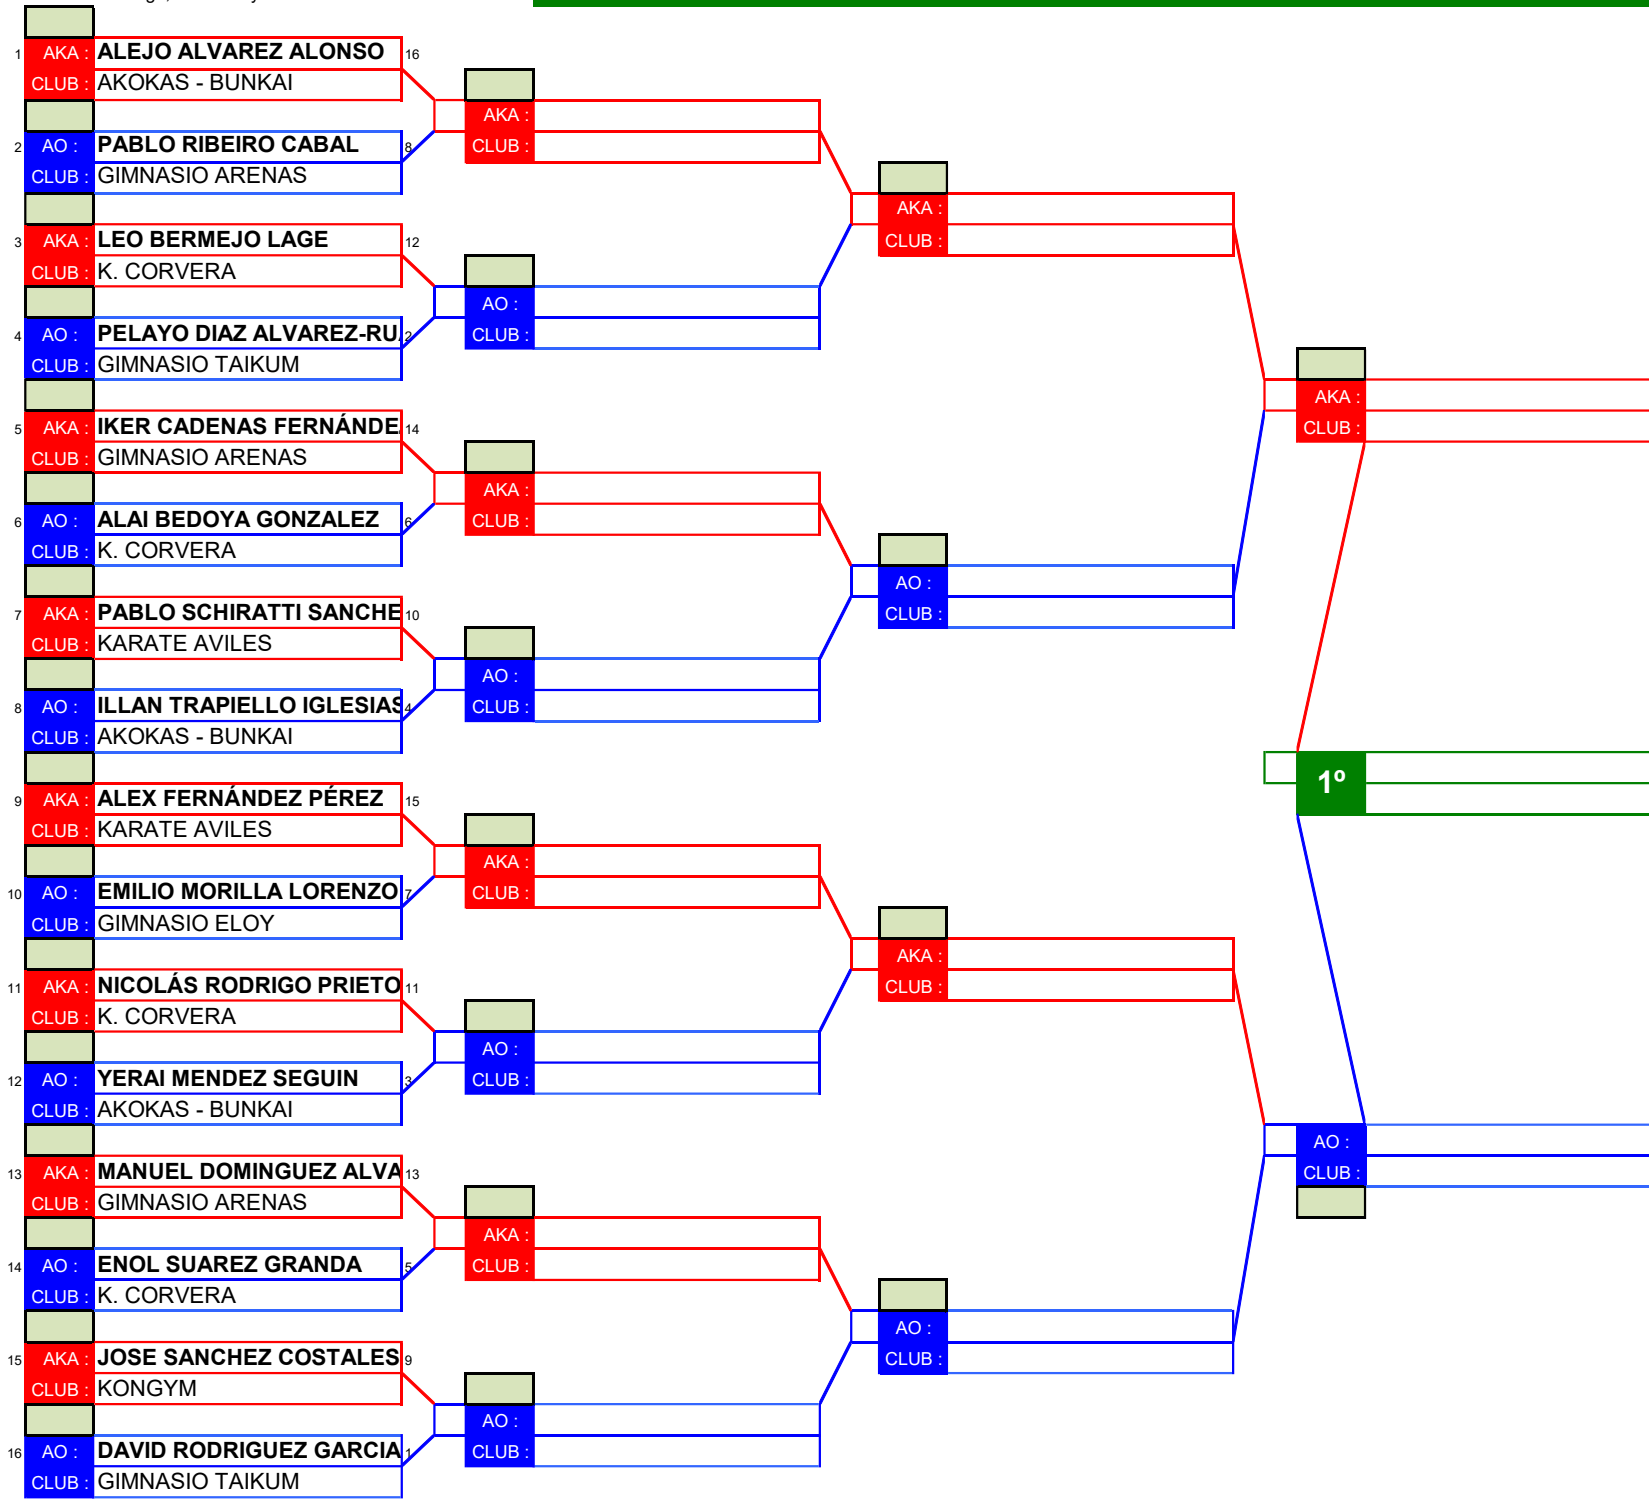 1 AKA : ALEJO ALVAREZ ALONSO 16
CLUB : AKOKAS - BUNKAI
2 AO : PABLO RIBEIRO CABAL 8
CLUB : GIMNASIO ARENAS
3 AKA : LEO BERMEJO LAGE 12
CLUB : K. CORVERA
4 AO : PELAYO DIAZ ALVAREZ-RU 2
CLUB : GIMNASIO TAIKUM
5 AKA : IKER CADENAS FERNÁNDE 14
CLUB : GIMNASIO ARENAS
6 AO : ALAI BEDOYA GONZALEZ 6
CLUB : K. CORVERA
7 AKA : PABLO SCHIRATTI SANCHE 10
CLUB : KARATE AVILES
8 AO : ILLAN TRAPIELLO IGLESIAS 4
CLUB : AKOKAS - BUNKAI
9 AKA : ALEX FERNÁNDEZ PÉREZ 15
CLUB : KARATE AVILES
10 AO : EMILIO MORILLA LORENZO 7
CLUB : GIMNASIO ELOY
11 AKA : NICOLÁS RODRIGO PRIETO 11
CLUB : K. CORVERA
12 AO : YERAI MENDEZ SEGUIN 3
CLUB : AKOKAS - BUNKAI
13 AKA : MANUEL DOMINGUEZ ALVA 13
CLUB : GIMNASIO ARENAS
14 AO : ENOL SUAREZ GRANDA 5
CLUB : K. CORVERA
15 AKA : JOSE SANCHEZ COSTALES 9
CLUB : KONGYM
16 AO : DAVID RODRIGUEZ GARCIA 1
CLUB : GIMNASIO TAIKUM
AKA :
CLUB :
AO :
CLUB :
AKA :
CLUB :
AO :
CLUB :
AKA :
CLUB :
AO :
CLUB :
AKA :
CLUB :
AO :
CLUB :
AKA :
CLUB :
AO :
CLUB :
AKA :
CLUB :
AO :
CLUB :
AKA :
CLUB :
1º
AO :
CLUB :